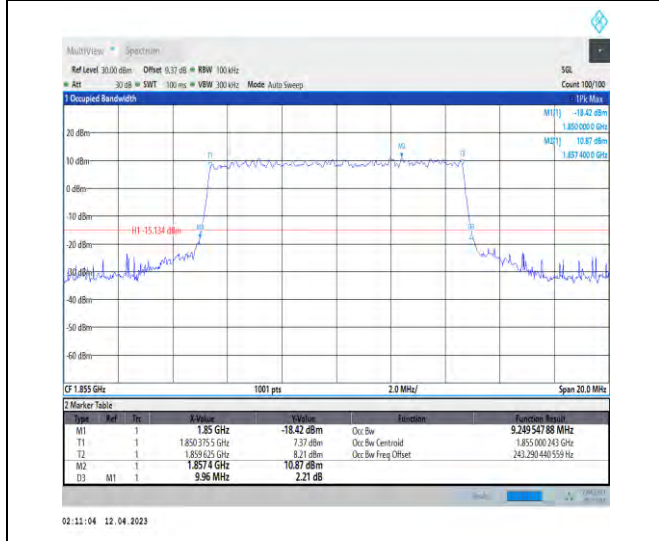 MultiView Spectrum
Ref Level 30.00 dBm Offset 9.37 dB RBW 100 kHz SGL
Att 30 dB SWT 100 ms VBW 300 kHz Mode Auto Sweep Count 100/100
1 Occupied Bandwidth 1Pk Max
M1[1] -18.42 dBm
1.8500000 GHz
M2[1] 10.87 dBm
1.8574000 GHz
20 dBm
10 dBm
0 dBm
-10 dBm
-20 dBm
-30 dBm
-40 dBm
-50 dBm
-60 dBm
T1
M2
T2
H1 -15.134 dBm
M1
D3
CF 1.855 GHz 1001 pts 2.0 MHz/ Span 20.0 MHz
2 Marker Table
Type Ref Trc X-Value Y-Value Function Function Result
M1 1 1.85 GHz -18.42 dBm Occ Bw 9.249 547 88 MHz
T1 1 1.850 375 5 GHz 7.37 dBm Occ Bw Centroid 1.855 000 243 GHz
T2 1 1.859 625 GHz 8.21 dBm Occ Bw Freq Offset 243.290 440 559 Hz
M2 1 1.857 4 GHz 10.87 dBm
D3 M1 1 9.96 MHz 2.21 dB
02:11:04 12.04.2023